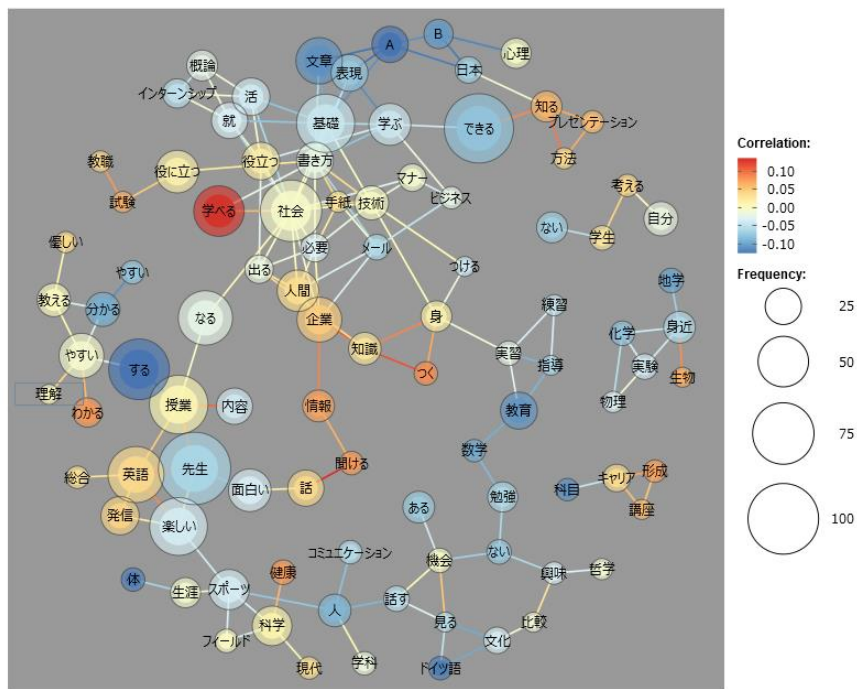 文章
A
B
心理
概論
表現
日本
インターンシップ
活
知る
プレゼンテーション
就
基礎
学ぶ
できる
方法
教職
役に立つ
役立つ
書き方
試験
マナー
考える
学べる
社会
手紙
技術
ビジネス
自分
優しい
必要
メール
ない
学生
やすい
出る
つける
教える
分かる
人間
地学
なる
企業
身
練習
化学
身近
やすい
する
知識
実習
指導
実験
生物
理解
つく
物理
わかる
授業
内容
情報
教育
数学
総合
英語
先生
聞ける
キャリア
形成
面白い
話
勉強
科目
講座
発信
楽しい
ある
コミュニケーション
ない
体
健康
機会
興味
哲学
生涯
スポーツ
人
話す
フィールド
科学
見る
比較
文化
現代
学科
ドイツ語
Correlation:
0.10
0.05
0.00
-0.05
-0.10
Frequency:
25
50
75
100